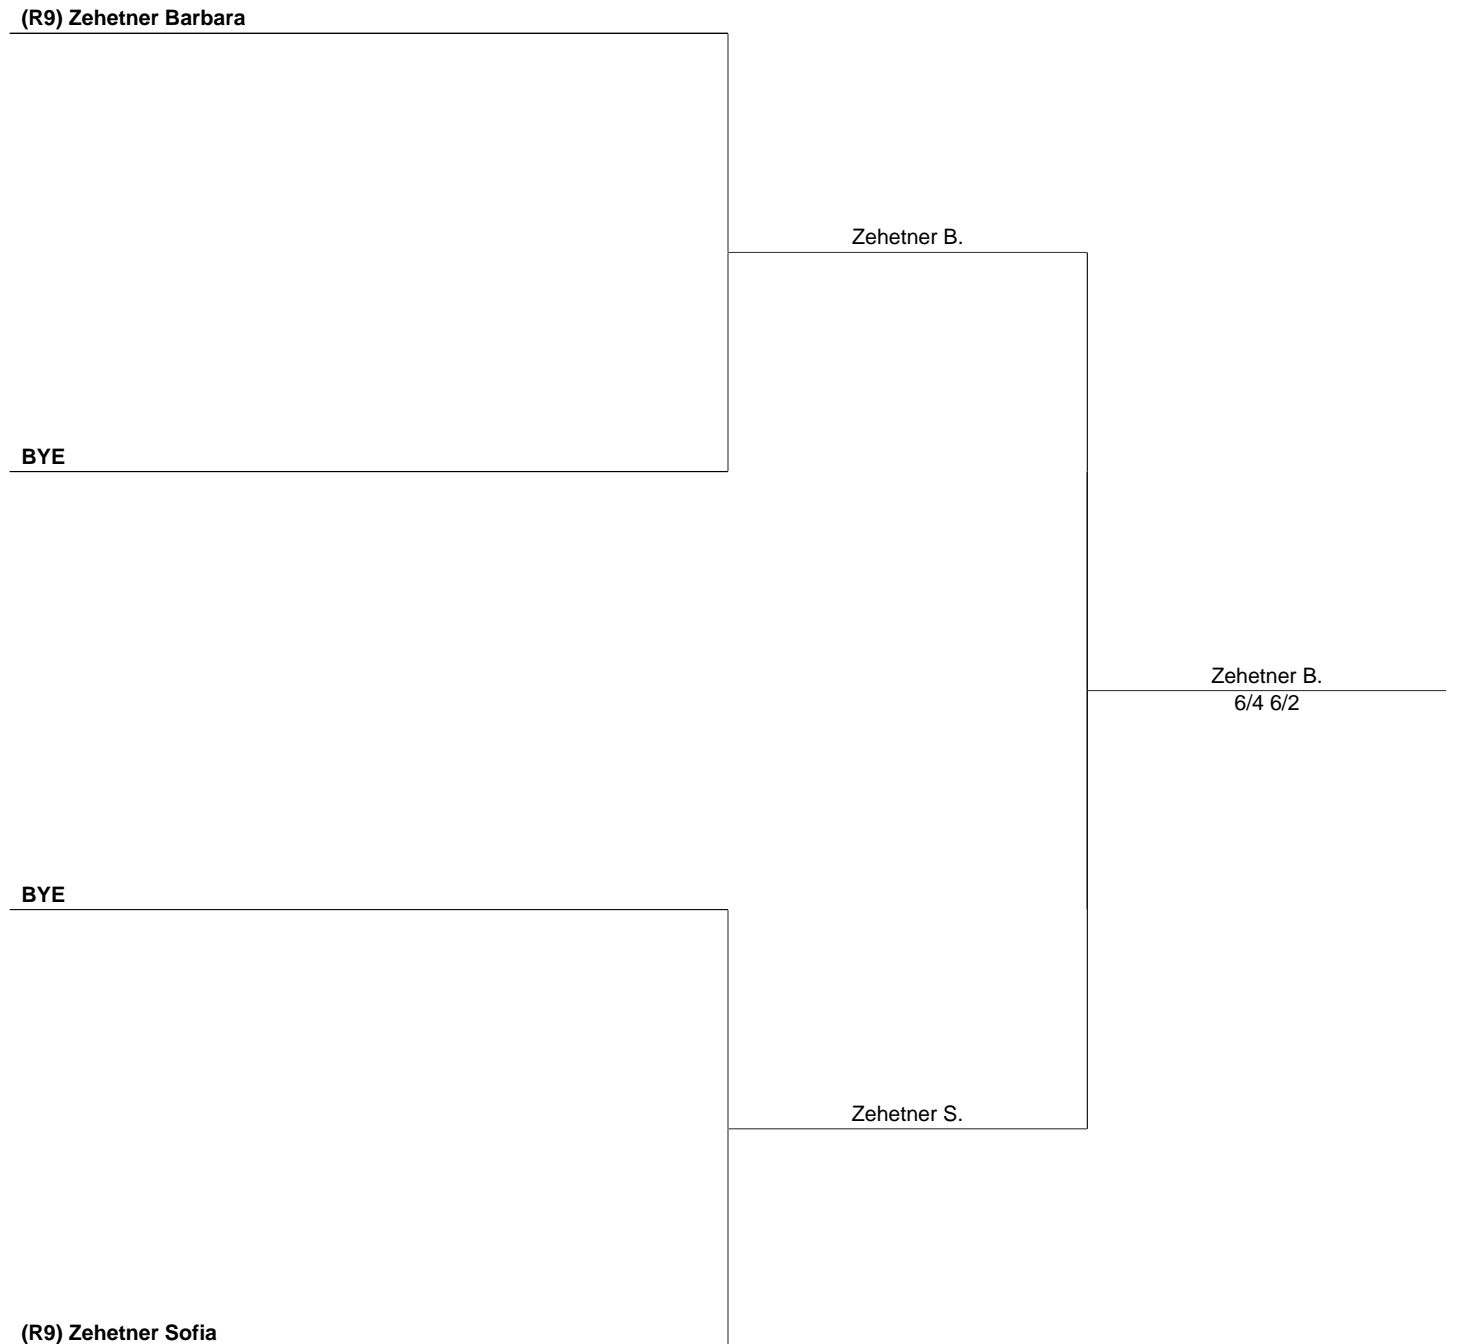 (R9) Zehetner Barbara
Zehetner B.
BYE
Zehetner B.
6/4 6/2
BYE
Zehetner S.
(R9) Zehetner Sofia